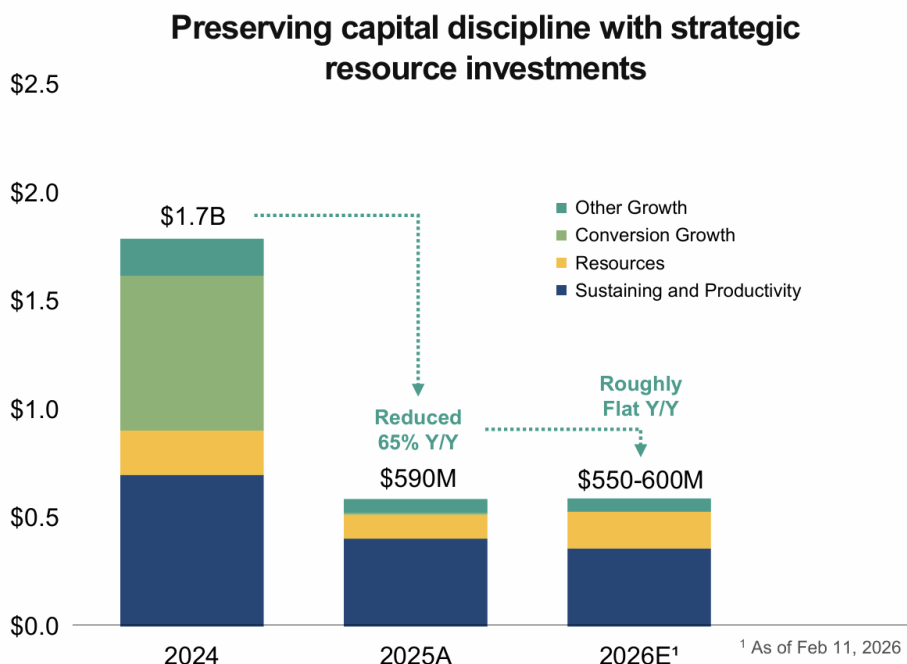 Preserving capital discipline with strategic
resource investments
$2.5
$2.0
$1.5
$1.0
$0.5
$0.0
$1.7B
Other Growth
Conversion Growth
Resources
Sustaining and Productivity
Reduced
65% Y/Y
$590M
Roughly
Flat Y/Y
$550-600M
2024
2025A
2026E¹
¹ As of Feb 11, 2026